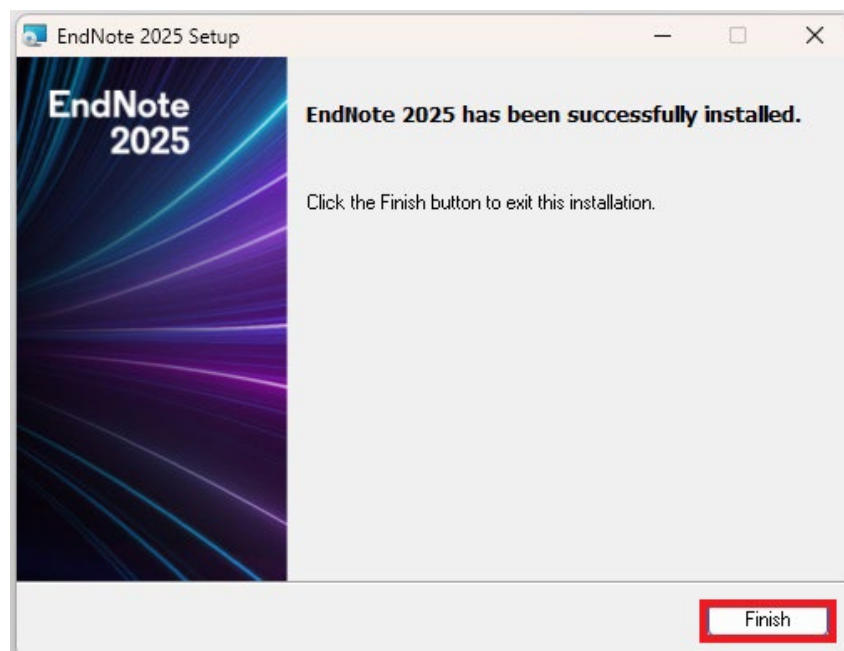 EndNote 2025 Setup
EndNote
2025
EndNote 2025 has been successfully installed.
Click the Finish button to exit this installation.
Finish